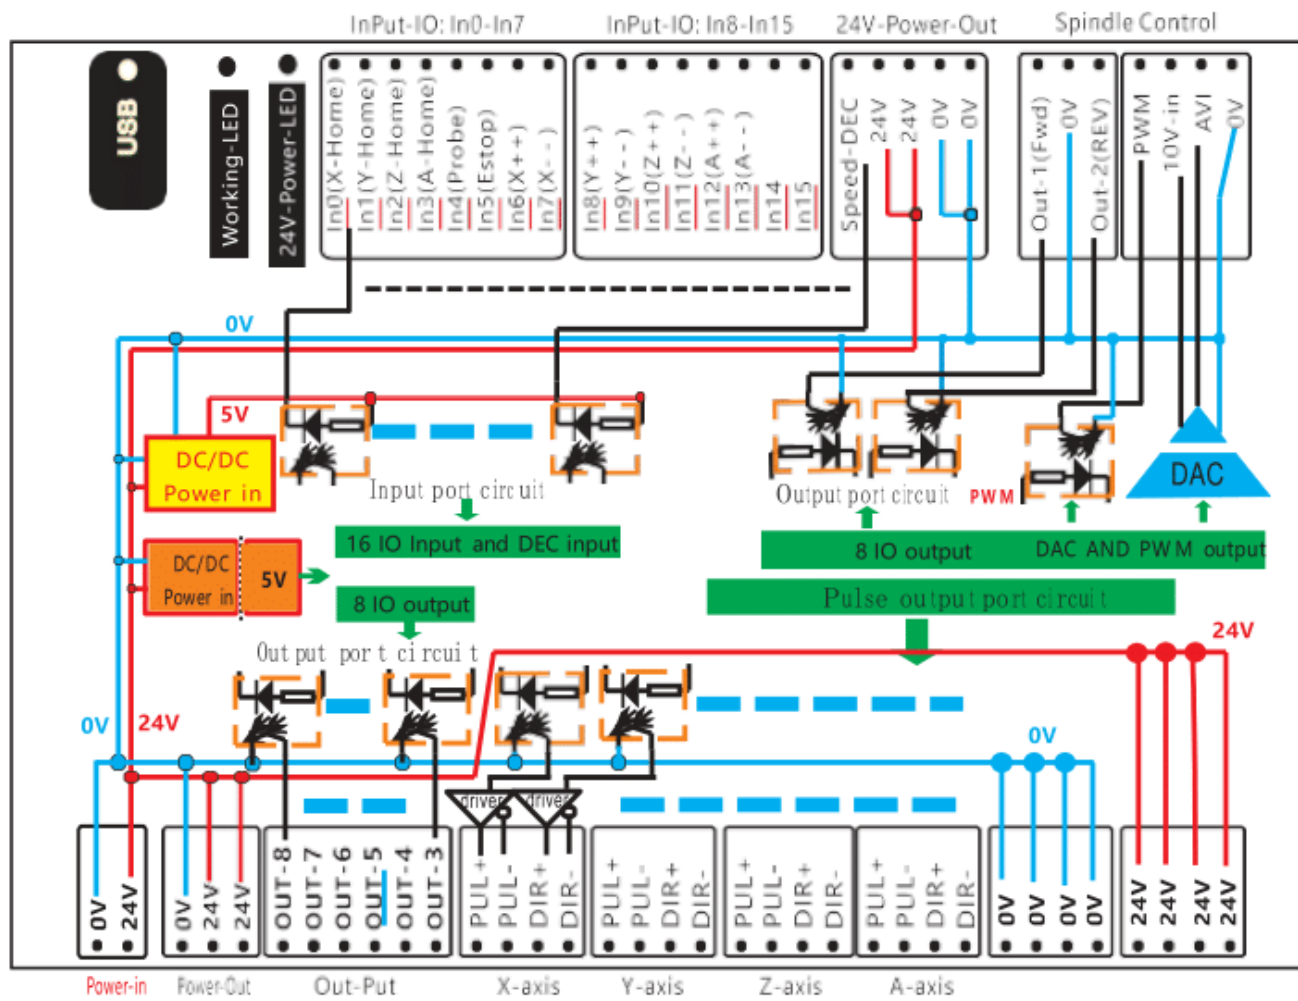 InPut-IO: In0-In7
InPut-IO: In8-In15
24V-Power-Out
Spindle Control
USB
Working-LED
24V-Power-LED
In0(X-Home)
In1(Y-Home)
In2(Z-Home)
In3(A-Home)
In4(Probe)
In5(Estop)
In6(X++)
In7(X--)
In8(Y++)
In9(Y--)
In10(Z++)
In11(Z--)
In12(A++)
In13(A--)
In14
In15
Speed-DEC
24V
24V
0V
0V
Out-1(Fwd)
0V
Out-2(REV)
PWM
10V-in
AVI
0V
0V
5V
DC/DC
Power in
Input port circuit
Output port circuit
PWM
DAC
16 IO Input and DEC input
8 IO output
DAC AND PWM output
DC/DC
Power in
5V
8 IO output
Pulse output port circuit
Output port circuit
24V
0V
24V
0V
driver
driver
0V
24V
0V
24V
24V
OUT-8
OUT-7
OUT-6
OUT-5
OUT-4
OUT-3
PUL+
PUL-
DIR+
DIR-
PUL+
PUL-
DIR+
DIR-
PUL+
PUL-
DIR+
DIR-
PUL+
PUL-
DIR+
DIR-
0V
0V
0V
0V
24V
24V
24V
24V
Power-in
Power-Out
Out-Put
X-axis
Y-axis
Z-axis
A-axis